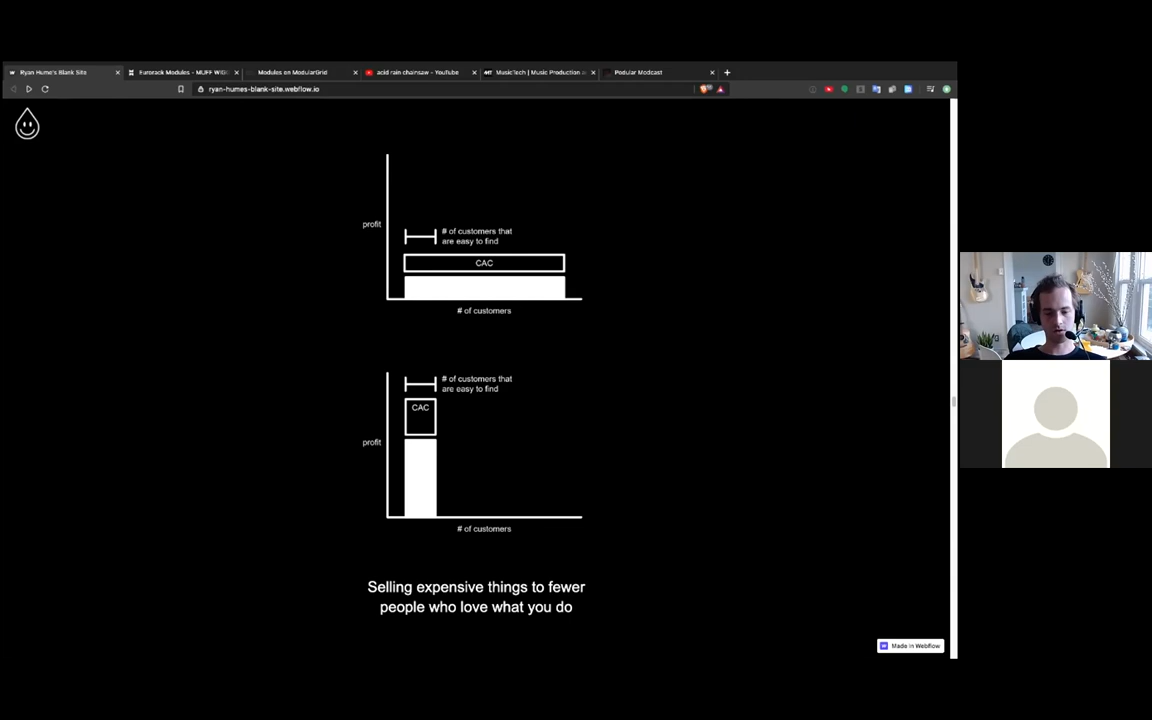 Ryan Hume's Blank Site
Eurorack Modules - MUFF WIG
Modules on ModularGrid
acid rain chainsaw - YouTube
MusicTech | Music Production a
Podular Modcast
ryan-humes-blank-site.webflow.io
profit
# of customers that
are easy to find
CAC
# of customers
# of customers that
are easy to find
CAC
profit
# of customers
Selling expensive things to fewer
people who love what you do
Made in Webflow